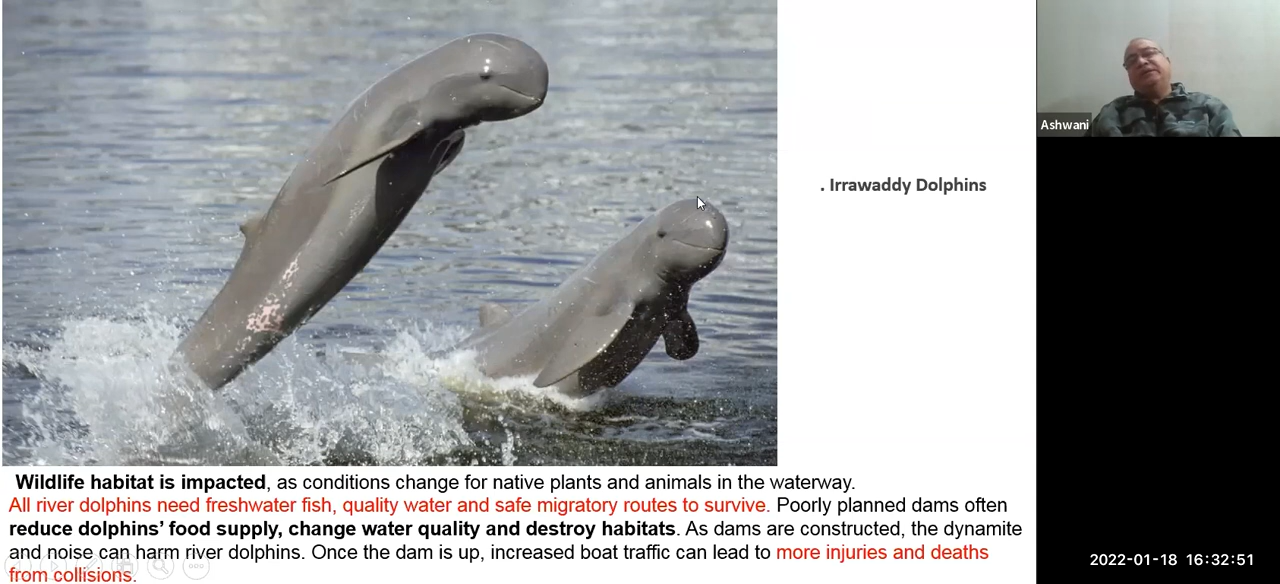 Ashwani
. Irrawaddy Dolphins
Wildlife habitat is impacted, as conditions change for native plants and animals in the waterway.
All river dolphins need freshwater fish, quality water and safe migratory routes to survive. Poorly planned dams often
reduce dolphins’ food supply, change water quality and destroy habitats. As dams are constructed, the dynamite
and noise can harm river dolphins. Once the dam is up, increased boat traffic can lead to more injuries and deaths
from collisions.
2022-01-18 16:32:51